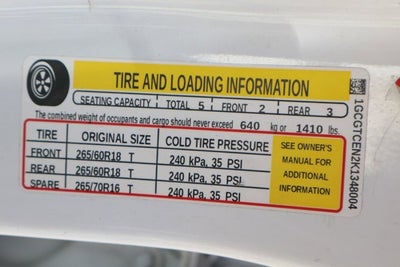 TIRE AND LOADING INFORMATION
SEATING CAPACITY TOTAL 5 FRONT 2 REAR 3
The combined weight of occupants and cargo should never exceed 640 kg or 1410 lbs.
TIRE ORIGINAL SIZE COLD TIRE PRESSURE
FRONT 265/60R18 T 240 kPa, 35 PSI
REAR 265/60R18 T 240 kPa, 35 PSI
SPARE 265/70R16 T 240 kPa, 35 PSI
SEE OWNER'S
MANUAL FOR
ADDITIONAL
INFORMATION
1GCGTCEN2K1348004